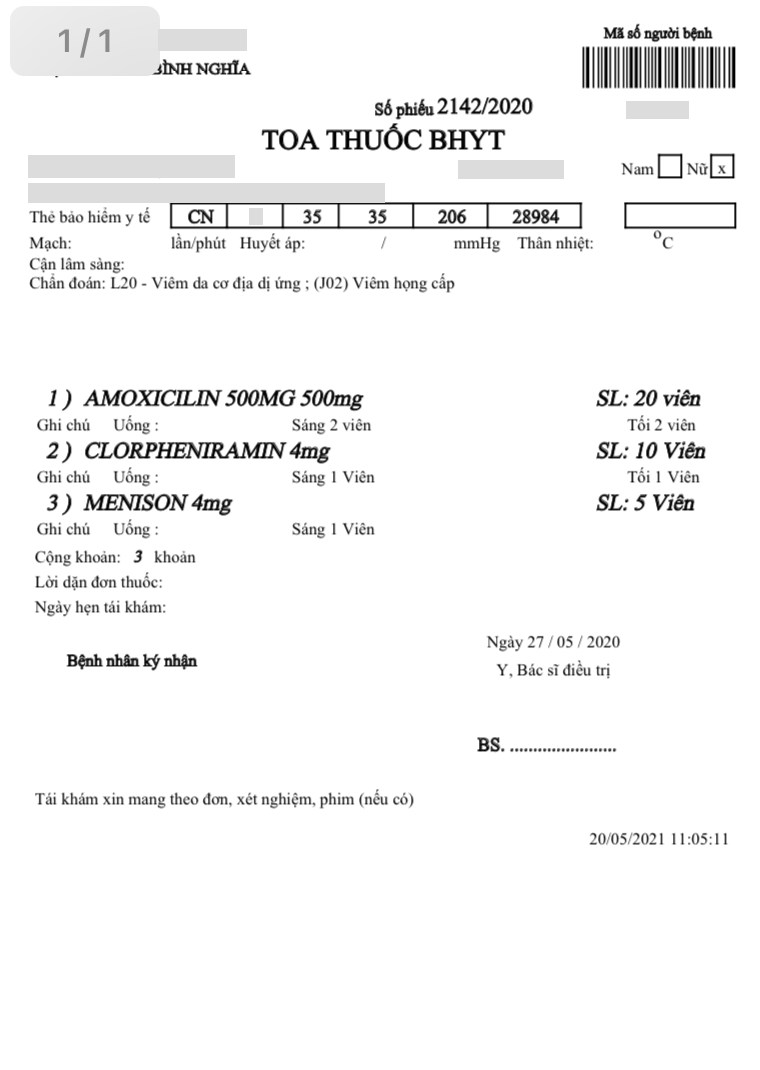 1/1
Mã số người bệnh
BÌNH NGHĨA
Số phiếu 2142/2020
TOA THUỐC BHYT
Nam Nữ x
Thẻ bảo hiểm y tế CN 35 35 206 28984
Mạch: lần/phút Huyết áp: / mmHg Thân nhiệt: °C
Cận lâm sàng:
Chẩn đoán: L20 - Viêm da cơ địa dị ứng ; (J02) Viêm họng cấp
1 ) AMOXICILIN 500MG 500mg SL: 20 viên
Ghi chú Uống : Sáng 2 viên Tối 2 viên
2 ) CLORPHENIRAMIN 4mg SL: 10 Viên
Ghi chú Uống : Sáng 1 Viên Tối 1 Viên
3 ) MENISON 4mg SL: 5 Viên
Ghi chú Uống : Sáng 1 Viên
Cộng khoản: 3 khoản
Lời dặn đơn thuốc:
Ngày hẹn tái khám:
Ngày 27 / 05 / 2020
Bệnh nhân ký nhận
Y, Bác sĩ điều trị
BS. .......................
Tái khám xin mang theo đơn, xét nghiệm, phim (nếu có)
20/05/2021 11:05:11